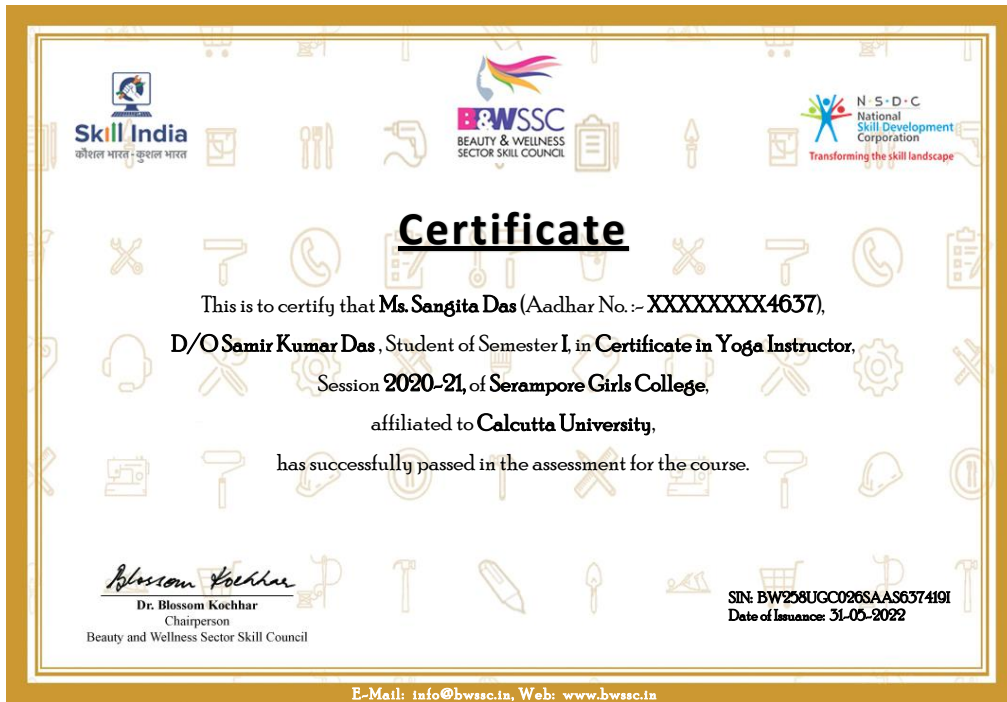 Skill India
कौशल भारत-कुशल भारत
B&WSSC
BEAUTY & WELLNESS
SECTOR SKILL COUNCIL
N·S·D·C
National
Skill Development
Corporation
Transforming the skill landscape
Certificate
This is to certify that Ms. Sangita Das (Aadhar No. :- XXXXXXXX4637),
D/O Samir Kumar Das , Student of Semester I, in Certificate in Yoga Instructor,
Session 2020-21, of Serampore Girls College,
affiliated to Calcutta University,
has successfully passed in the assessment for the course.
Blossom Kochhar
Dr. Blossom Kochhar
Chairperson
Beauty and Wellness Sector Skill Council
SIN: BW258UGC026SAAS637419I
Date of Issuance: 31-05-2022
E-Mail: info@bwssc.in, Web: www.bwssc.in